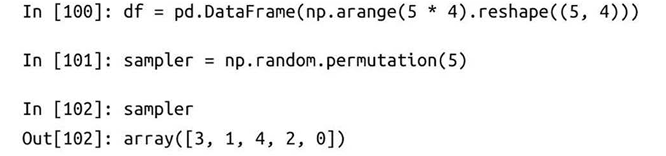 In [100]: df = pd.DataFrame(np.arange(5 * 4).reshape((5, 4)))
In [101]: sampler = np.random.permutation(5)
In [102]: sampler
Out[102]: array([3, 1, 4, 2, 0])